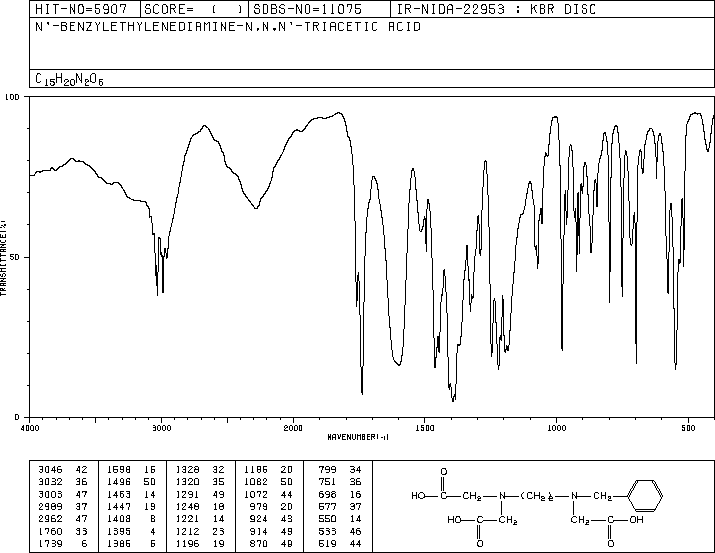 HIT-NO=5907 SCORE= ( ) SDBS-NO=11075 IR-NIDA-22953 : KBR DISC
N'-BENZYLETHYLENEDIAMINE-N,N,N'-TRIACETIC ACID
C15H20N2O6
100
50
0
TRANSMITTANCE(%)
4000 3000 2000 1500 1000 500
WAVENUMBER(-1)
3046 42 1598 16 1328 32 1186 20 799 34
3032 36 1496 50 1320 35 1082 50 751 36
3003 47 1463 14 1291 49 1072 44 698 16
2989 37 1447 19 1248 18 979 20 577 37
2962 47 1408 8 1221 14 924 43 550 14
1760 33 1395 4 1212 23 914 49 533 46
1739 6 1385 5 1196 19 870 49 519 44
O
HO C CH2 N (CH2)2 N CH2
HO C CH2 CH2 C OH
O O